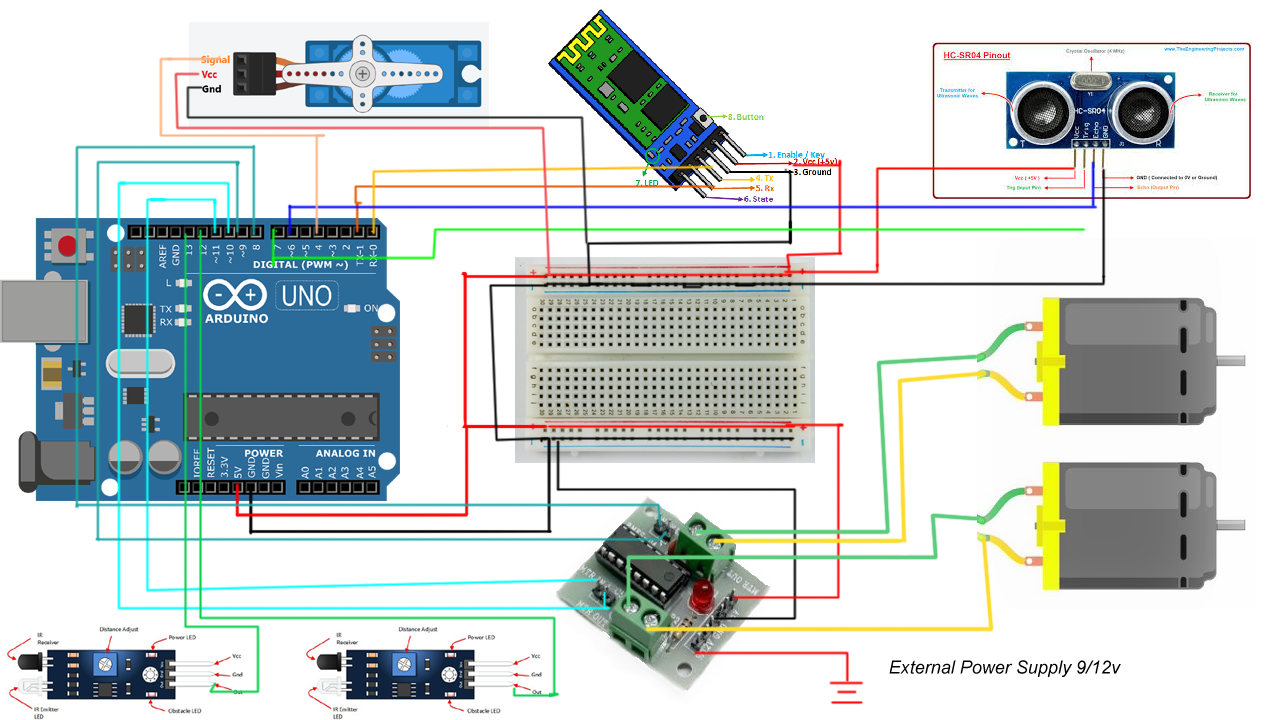 Signal
Vcc
Gnd
8. Button
1. Enable / Key
2. Vcc (+5v)
3. Ground
4. TX
5. Rx
6. State
7. LED
HC-SR04 Pinout
Crystal Oscillator (4 MHz)
www.TheEngineeringProjects.com
Transmitter for
Ultrasonic Waves
Receiver for
Ultrasonic Waves
HC-SR04
T
R
Vcc
Trig
Echo
GND
Vcc ( +5V )
Trig (Input Pin)
GND ( Connected to 0V or Ground)
Echo (Output Pin)
AREF
GND
13
12
~11
~10
~9
8
7
~6
~5
4
~3
2
TX-1
RX-0
DIGITAL (PWM ~)
L
TX
RX
ARDUINO
UNO
ON
POWER
ANALOG IN
IOREF
RESET
3.3V
5V
GND
GND
Vin
A0
A1
A2
A3
A4
A5
IR
Receiver
Distance Adjust
Power LED
Vcc
Gnd
Out
IR Emitter
LED
Obstacle LED
IR
Receiver
Distance Adjust
Power LED
Vcc
Gnd
Out
IR Emitter
LED
Obstacle LED
External Power Supply 9/12v